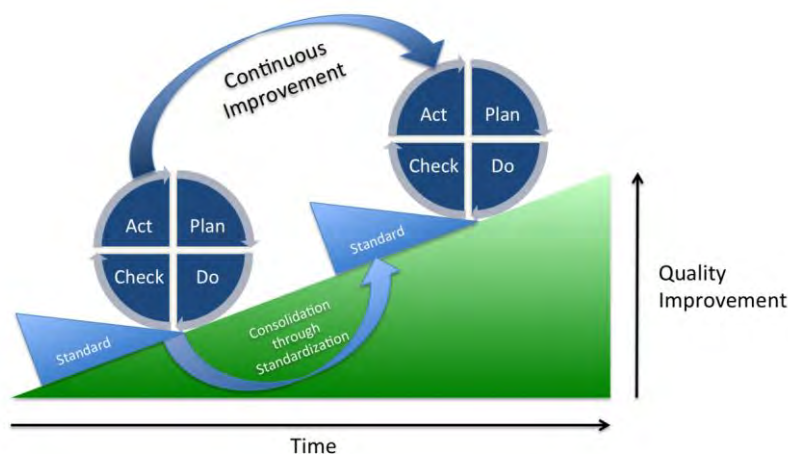 Continuous
Improvement
Act Plan
Check Do
Act Plan
Check Do
Standard
Standard
Consolidation
through
Standardization
Quality
Improvement
Time